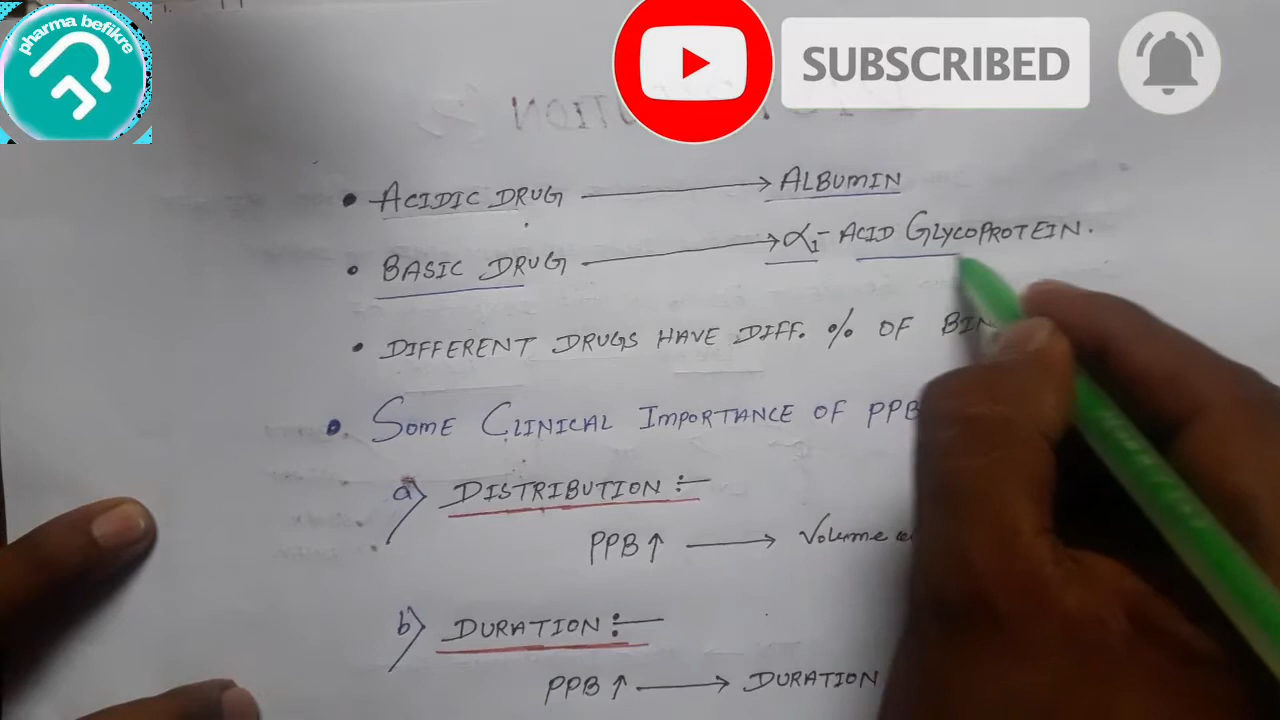 pharma befikre
SUBSCRIBED
• ACIDIC DRUG → ALBUMIN
• BASIC DRUG → α1- ACID GLYCOPROTEIN.
• DIFFERENT DRUGS HAVE DIFF. % OF
• SOME CLINICAL IMPORTANCE OF PPB
a) DISTRIBUTION :-
PPB ↑ → Volume
b) DURATION :-
PPB ↑ → DURATION